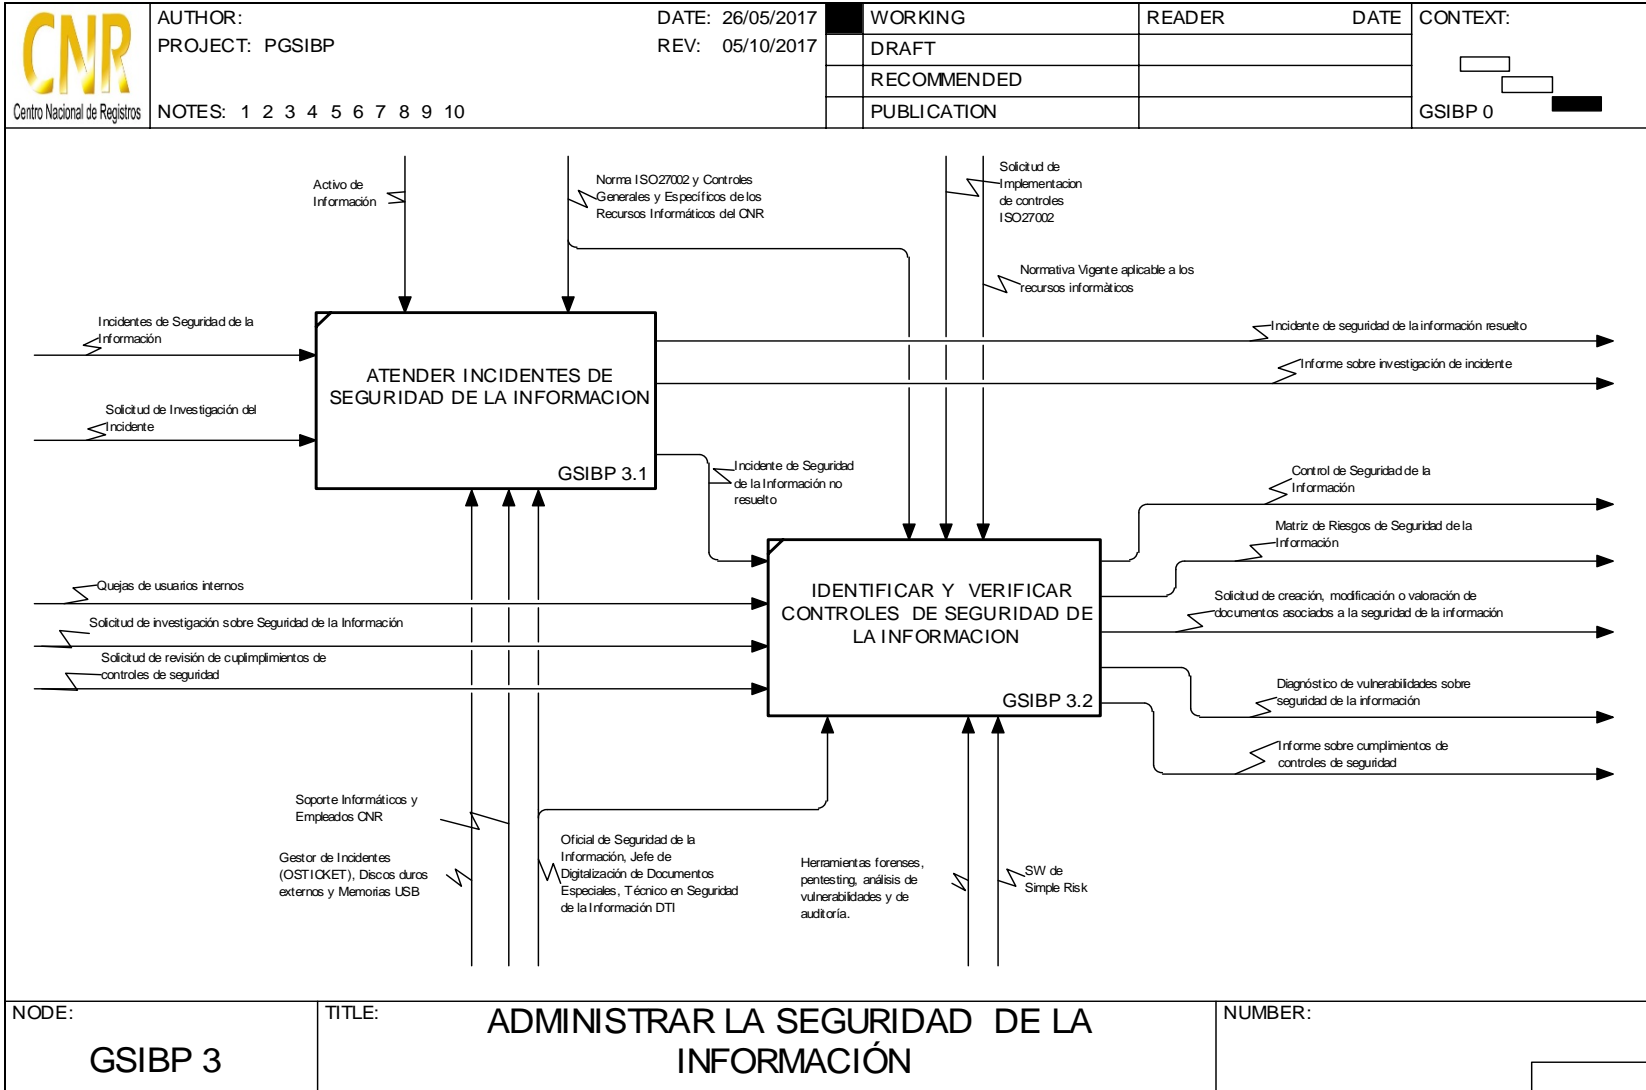 CNR
Centro Nacional de Registros
AUTHOR:
DATE: 26/05/2017
PROJECT: PGSIBP
REV: 05/10/2017
NOTES: 1 2 3 4 5 6 7 8 9 10
WORKING
DRAFT
RECOMMENDED
PUBLICATION
READER
DATE
CONTEXT:
GSIBP 0
Activo de
Información
Norma ISO27002 y Controles
Generales y Específicos de los
Recursos Informáticos del CNR
Solicitud de
Implementacion
de controles
ISO27002
Normativa Vigente aplicable a los
recursos informàticos
Incidentes de Seguridad de la
Información
Solicitud de Investigación del
Incidente
ATENDER INCIDENTES DE
SEGURIDAD DE LA INFORMACION
GSIBP 3.1
Incidente de seguridad de la información resuelto
Informe sobre investigación de incidente
Incidente de Seguridad
de la Información no
resuelto
Quejas de usuarios internos
Solicitud de investigación sobre Seguridad de la Información
Solicitud de revisión de cuplimplimientos de
controles de seguridad
IDENTIFICAR Y VERIFICAR
CONTROLES DE SEGURIDAD DE
LA INFORMACION
GSIBP 3.2
Control de Seguridad de la
Información
Matriz de Riesgos de Seguridad de la
Información
Solicitud de creación, modificación o valoración de
documentos asociados a la seguridad de la información
Diagnóstico de vulnerabilidades sobre
seguridad de la información
Informe sobre cumplimientos de
controles de seguridad
Soporte Informáticos y
Empleados CNR
Gestor de Incidentes
(OSTICKET), Discos duros
externos y Memorias USB
Oficial de Seguridad de la
Información, Jefe de
Digitalización de Documentos
Especiales, Técnico en Seguridad
de la Información DTI
Herramientas forenses,
pentesting, análisis de
vulnerabilidades y de
auditoría.
SW de
Simple Risk
NODE:
GSIBP 3
TITLE:
ADMINISTRAR LA SEGURIDAD DE LA
INFORMACIÓN
NUMBER: